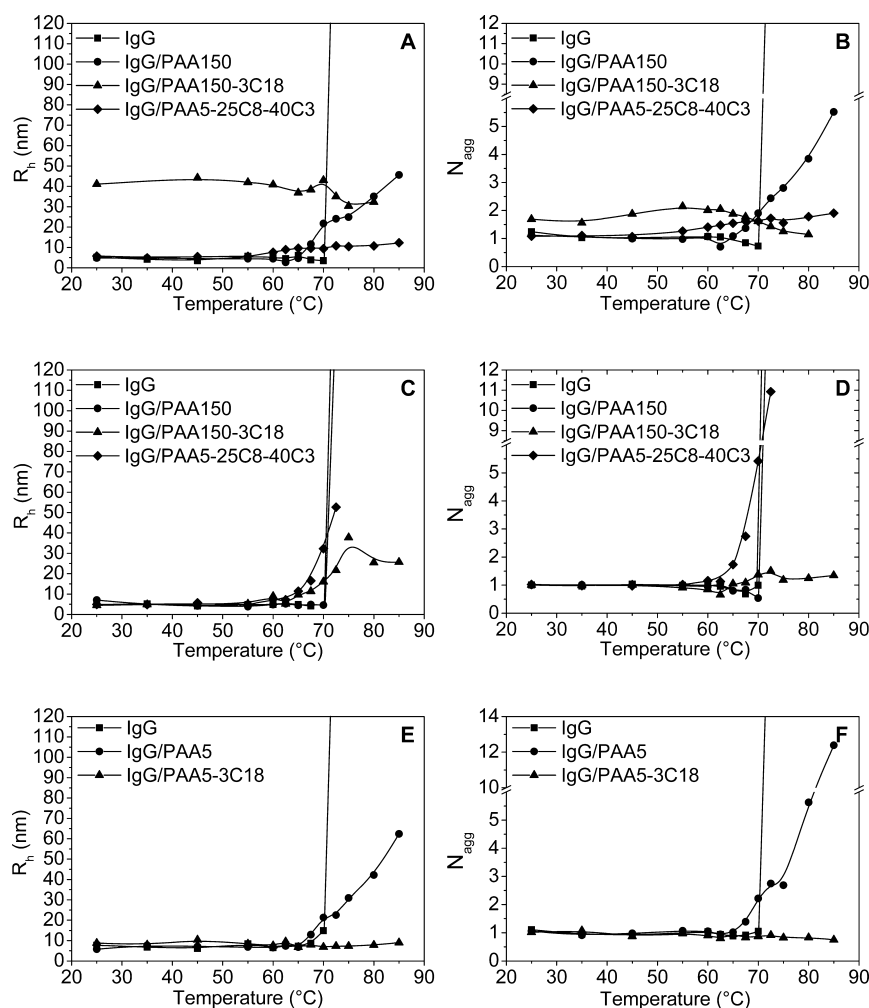 A
IgG
IgG/PAA150
IgG/PAA150-3C18
IgG/PAA5-25C8-40C3
R_h (nm)
120
110
100
90
80
70
60
50
40
30
20
10
0
20 30 40 50 60 70 80 90
Temperature (°C)
B
IgG
IgG/PAA150
IgG/PAA150-3C18
IgG/PAA5-25C8-40C3
N_agg
12
11
10
9
8
5
4
3
2
1
0
20 30 40 50 60 70 80 90
Temperature (°C)
C
IgG
IgG/PAA150
IgG/PAA150-3C18
IgG/PAA5-25C8-40C3
R_h (nm)
120
110
100
90
80
70
60
50
40
30
20
10
0
20 30 40 50 60 70 80 90
Temperature (°C)
D
IgG
IgG/PAA150
IgG/PAA150-3C18
IgG/PAA5-25C8-40C3
N_agg
12
11
10
9
5
4
3
2
1
0
20 30 40 50 60 70 80 90
Temperature (°C)
E
IgG
IgG/PAA5
IgG/PAA5-3C18
R_h (nm)
120
110
100
90
80
70
60
50
40
30
20
10
0
20 30 40 50 60 70 80 90
Temperature (°C)
F
IgG
IgG/PAA5
IgG/PAA5-3C18
N_agg
14
12
10
6
5
4
3
2
1
0
20 30 40 50 60 70 80 90
Temperature (°C)